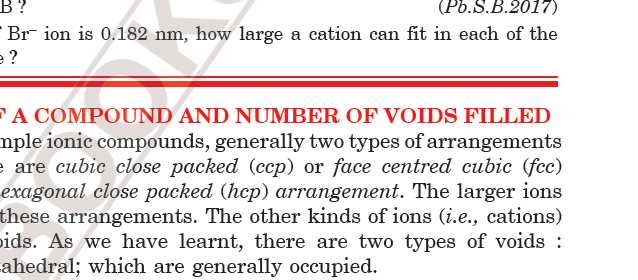 B ? (Pb.S.B.2017)
Br– ion is 0.182 nm, how large a cation can fit in each of the
?
F A COMPOUND AND NUMBER OF VOIDS FILLED
mple ionic compounds, generally two types of arrangements
e are cubic close packed (ccp) or face centred cubic (fcc)
exagonal close packed (hcp) arrangement. The larger ions
these arrangements. The other kinds of ions (i.e., cations)
oids. As we have learnt, there are two types of voids :
tahedral; which are generally occupied.